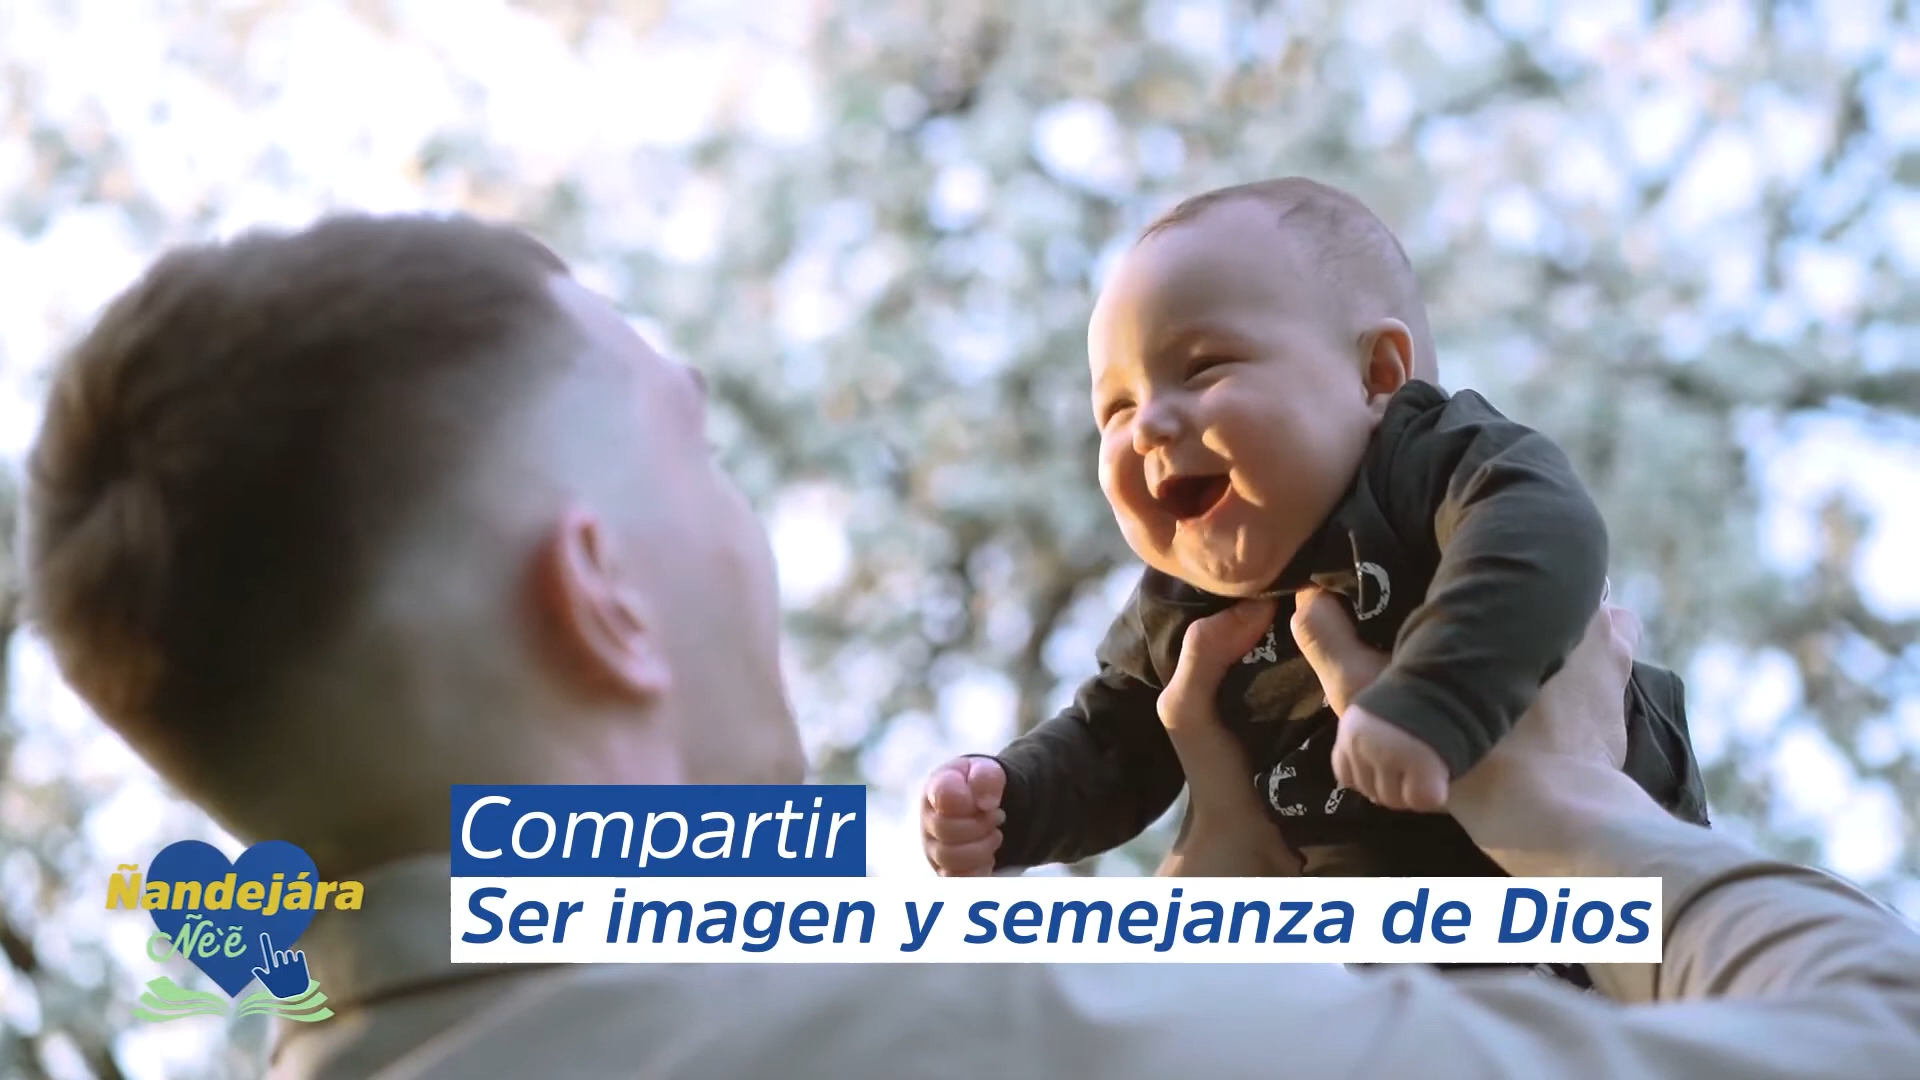 Compartir
Ser imagen y semejanza de Dios
Ñandejára
Ñe'ẽ
D